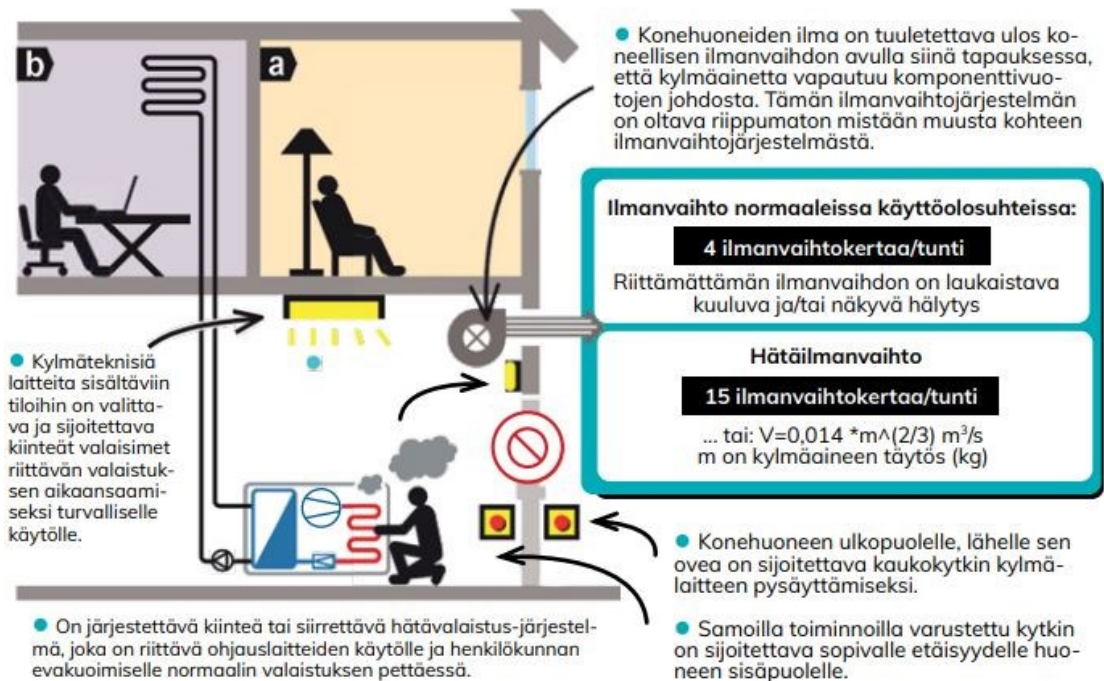 b
a
● Konehuoneiden ilma on tuuletettava ulos ko-
neellisen ilmanvaihdon avulla siinä tapauksessa,
että kylmäainetta vapautuu komponenttivuo-
tojen johdosta. Tämän ilmanvaihtojärjestelmän
on oltava riippumaton mistään muusta kohteen
ilmanvaihtojärjestelmästä.
Ilmanvaihto normaaleissa käyttöolosuhteissa:
4 ilmanvaihtokertaa/tunti
Riittämättämän ilmanvaihdon on laukaistava
kuuluva ja/tai näkyvä hälytys
Hätäilmanvaihto
15 ilmanvaihtokertaa/tunti
... tai: V=0,014 *m^(2/3) m³/s
m on kylmäaineen täytös (kg)
● Kylmäteknisiä
laitteita sisältäviin
tiloihin on valitta-
va ja sijoitettava
kiinteät valaisimet
riittävän valaistuk-
sen aikaansaami-
seksi turvalliselle
käytölle.
● Konehuoneen ulkopuolelle, lähelle sen
ovea on sijoitettava kaukokytkin kylmä-
laitteen pysäyttämiseksi.
● Samoilla toiminnoilla varustettu kytkin
on sijoitettava sopivalle etäisyydelle huo-
neen sisäpuolelle.
● On järjestettävä kiinteä tai siirrettävä hätävalaistus-järjestel-
mä, joka on riittävä ohjauslaitteiden käytölle ja henkilökunnan
evakuoimiselle normaalin valaistuksen pettäessä.